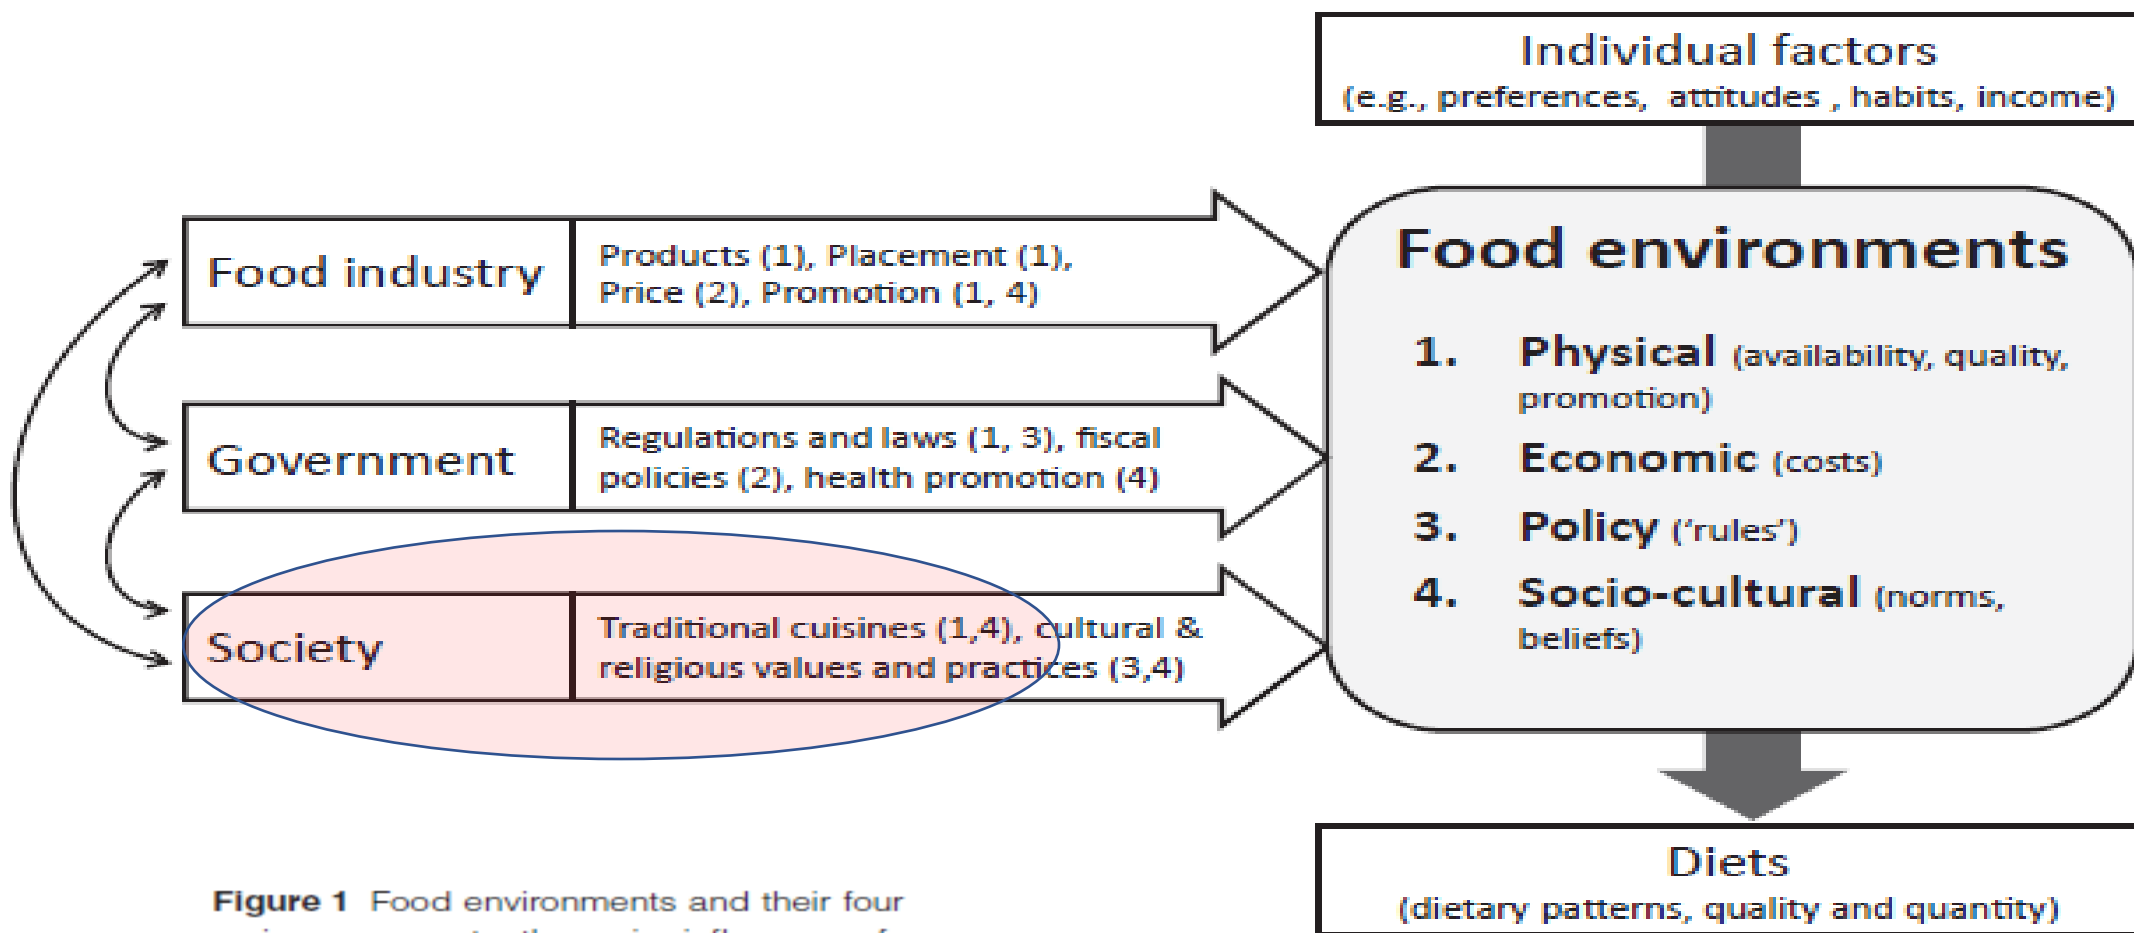 Individual factors
(e.g., preferences, attitudes , habits, income)
Food industry
Products (1), Placement (1),
Price (2), Promotion (1, 4)
Government
Regulations and laws (1, 3), fiscal
policies (2), health promotion (4)
Society
Traditional cuisines (1,4), cultural &
religious values and practices (3,4)
Food environments
1. Physical (availability, quality,
promotion)
2. Economic (costs)
3. Policy (‘rules’)
4. Socio-cultural (norms,
beliefs)
Diets
(dietary patterns, quality and quantity)
Figure 1 Food environments and their four